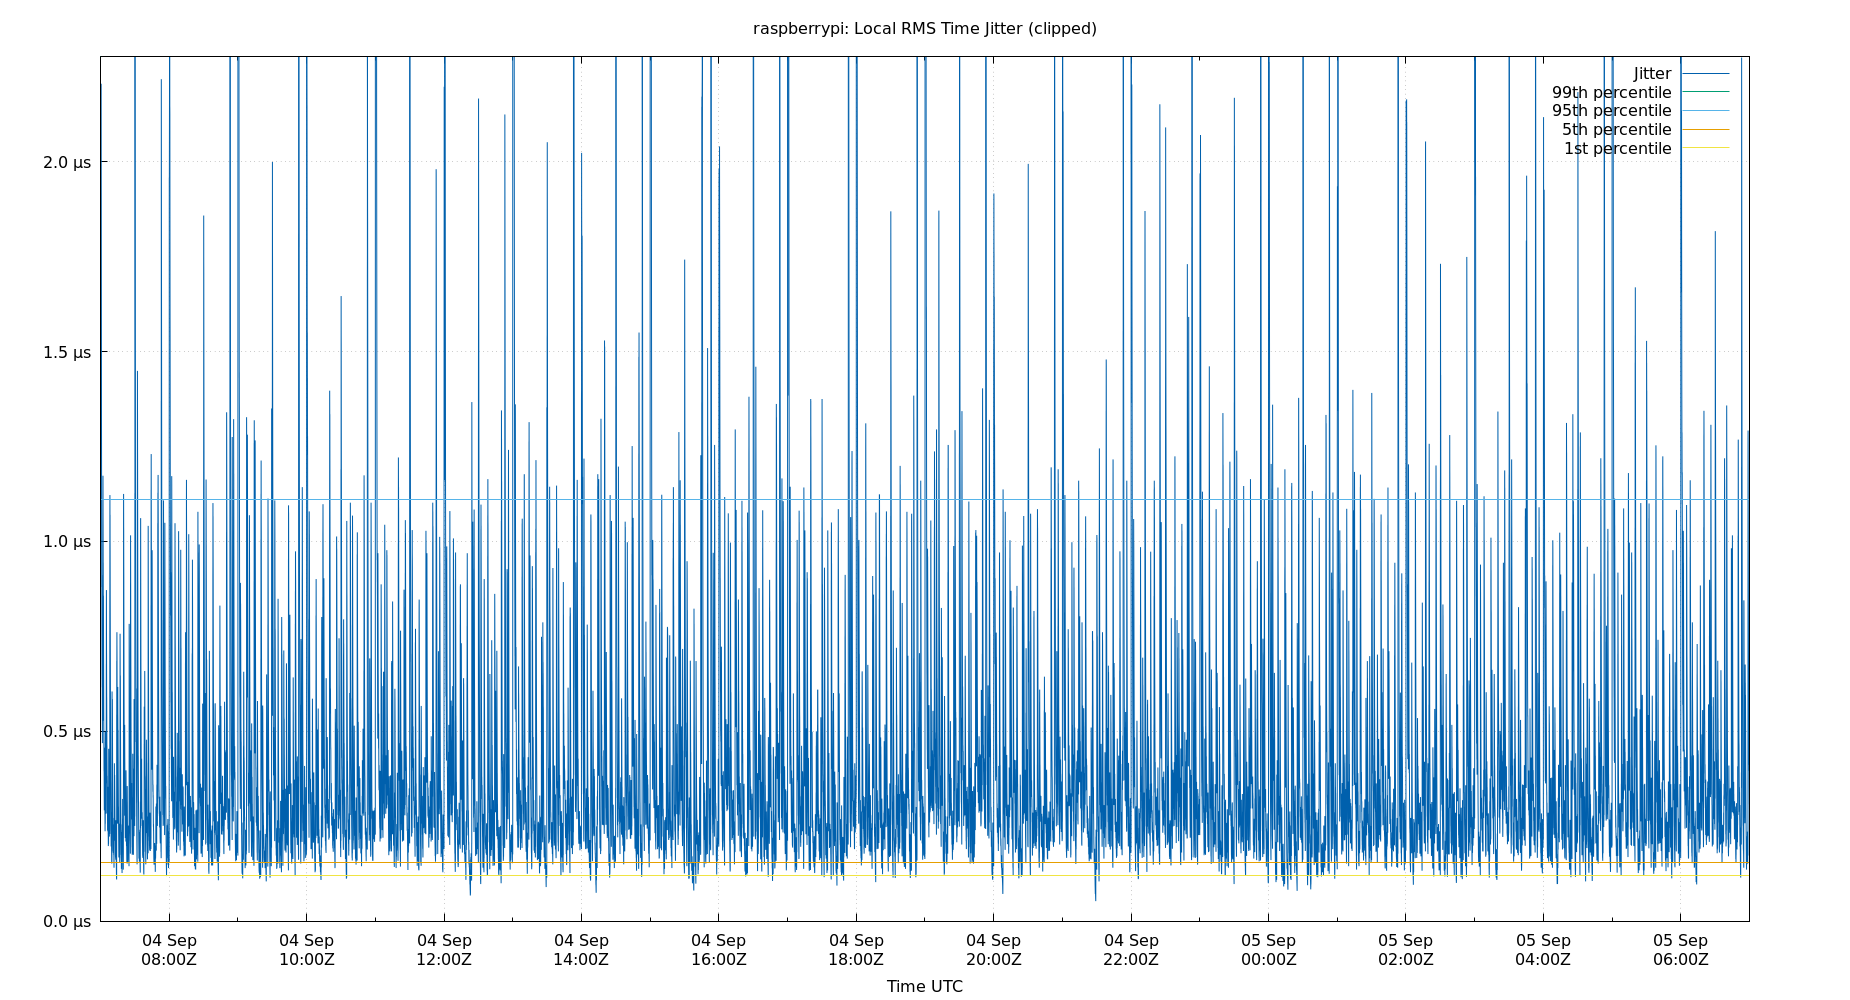 raspberrypi: Local RMS Time Jitter (clipped)
Jitter
99th percentile
95th percentile
5th percentile
1st percentile
2.0 µs
1.5 µs
1.0 µs
0.5 µs
0.0 µs
04 Sep 04 Sep 04 Sep 04 Sep 04 Sep 04 Sep 04 Sep 04 Sep 05 Sep 05 Sep 05 Sep 05 Sep
08:00Z 10:00Z 12:00Z 14:00Z 16:00Z 18:00Z 20:00Z 22:00Z 00:00Z 02:00Z 04:00Z 06:00Z
Time UTC